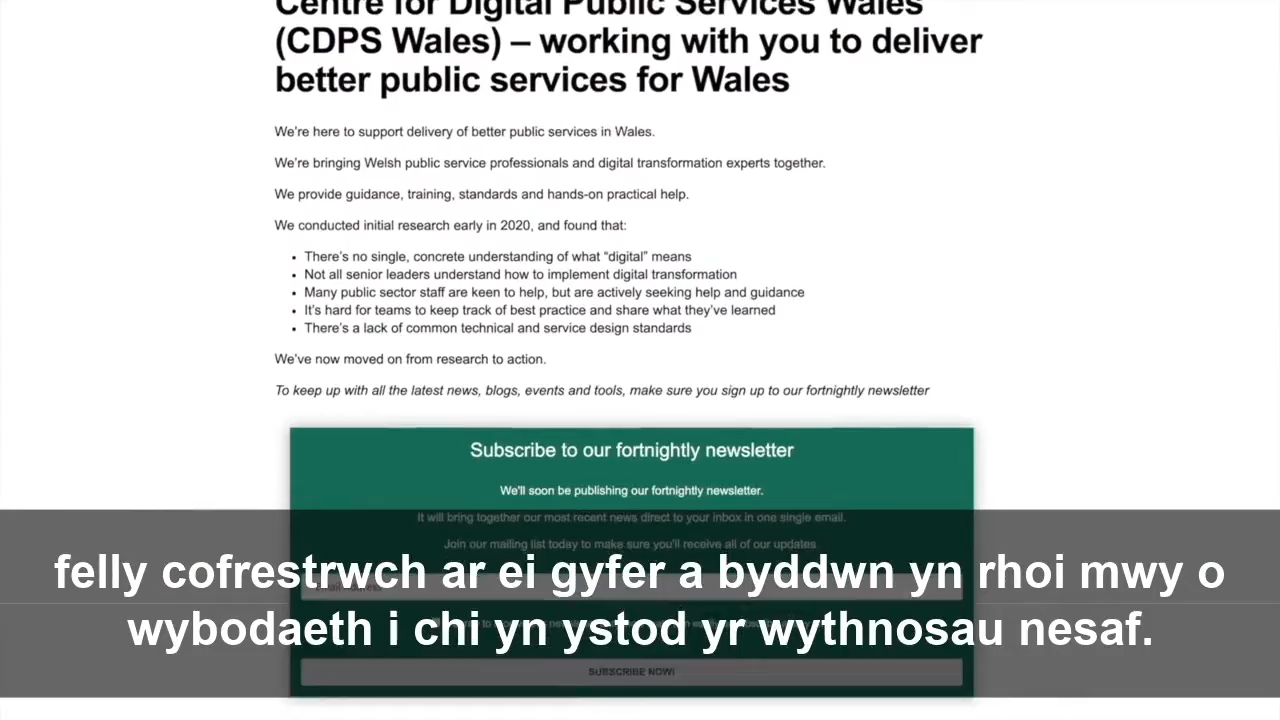 Centre for Digital Public Services Wales
(CDPS Wales) – working with you to deliver
better public services for Wales
We're here to support delivery of better public services in Wales.
We're bringing Welsh public service professionals and digital transformation experts together.
We provide guidance, training, standards and hands-on practical help.
We conducted initial research early in 2020, and found that:
• There's no single, concrete understanding of what “digital” means
• Not all senior leaders understand how to implement digital transformation
• Many public sector staff are keen to help, but are actively seeking help and guidance
• It's hard for teams to keep track of best practice and share what they've learned
• There's a lack of common technical and service design standards
We've now moved on from research to action.
To keep up with all the latest news, blogs, events and tools, make sure you sign up to our fortnightly newsletter
Subscribe to our fortnightly newsletter
We'll soon be publishing our fortnightly newsletter.
It will bring together our most recent news direct to your inbox in one single email.
Join our mailing list today to make sure you'll receive all of our updates
felly cofrestrwch ar ei gyfer a byddwn yn rhoi mwy o
wybodaeth i chi yn ystod yr wythnosau nesaf.
SUBSCRIBE NOW!